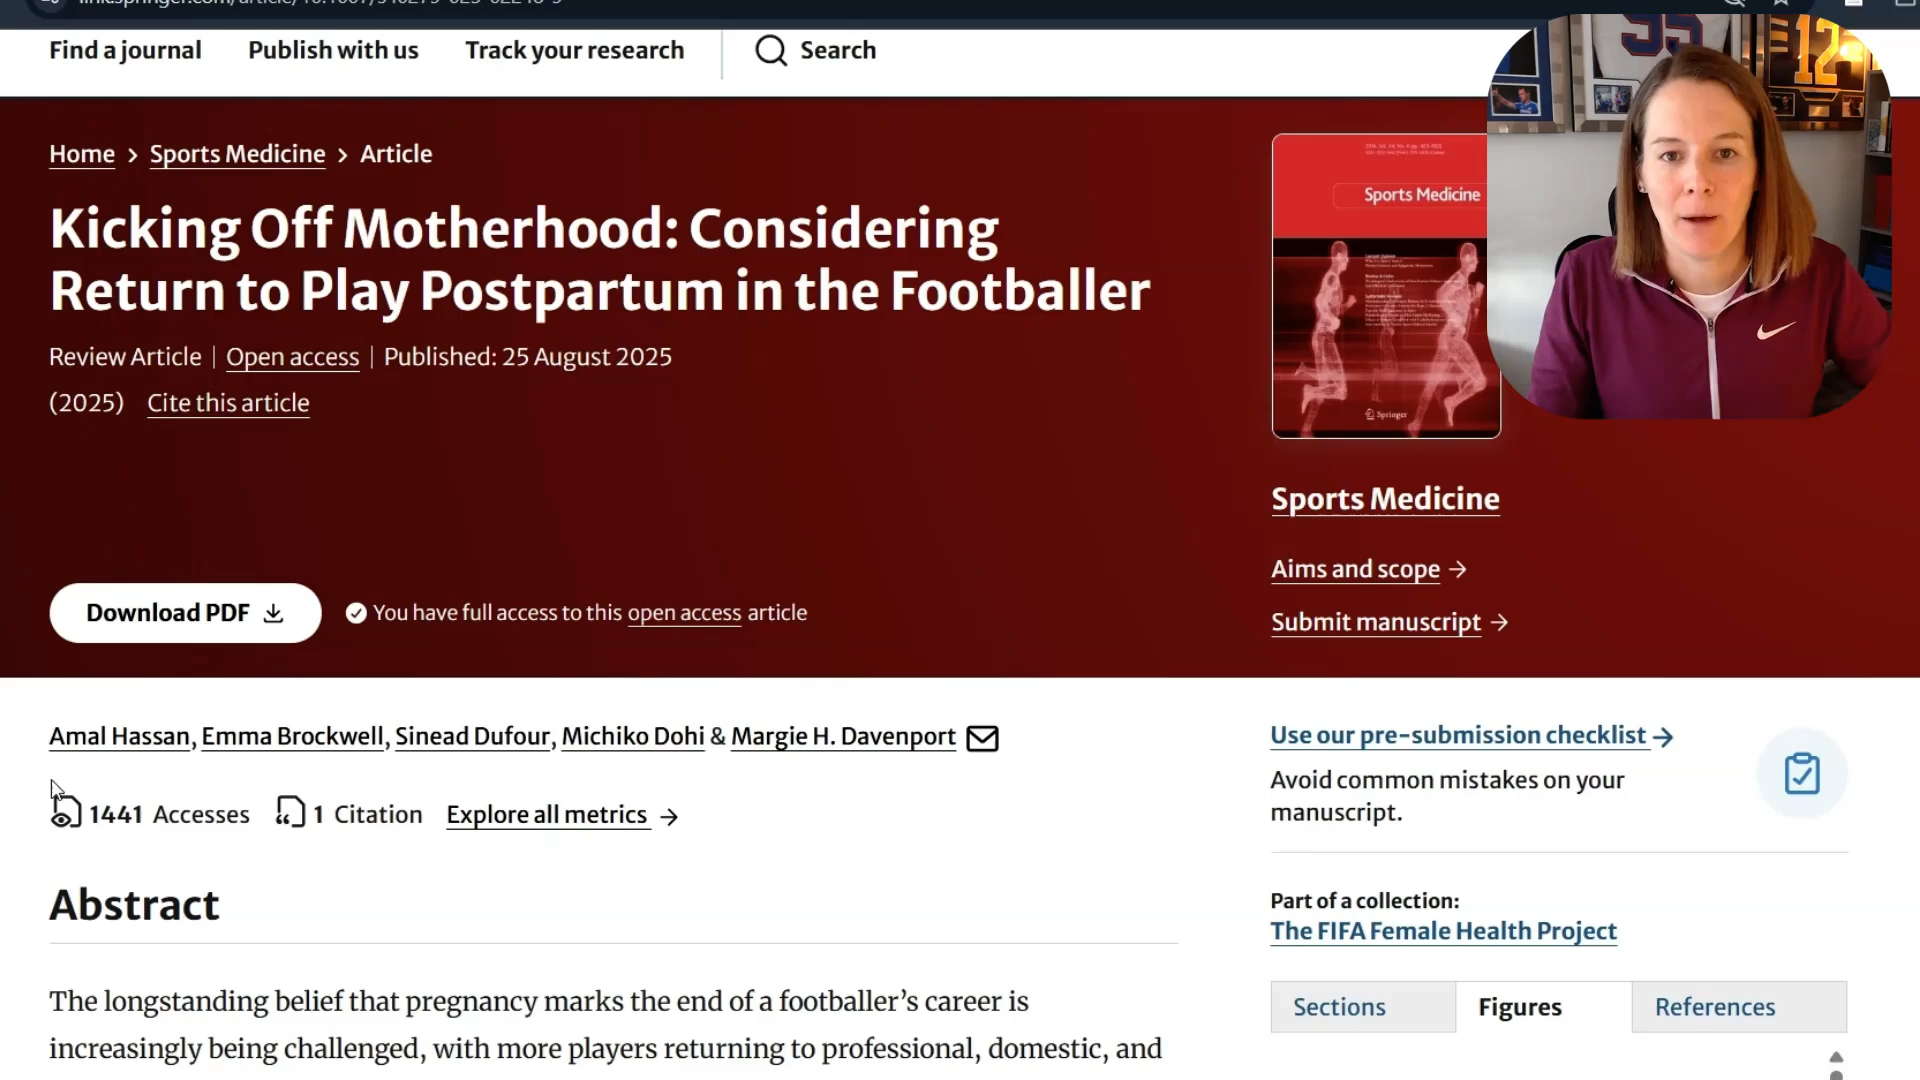 Find a journal
Publish with us
Track your research
Search
Home > Sports Medicine > Article
Kicking Off Motherhood: Considering
Return to Play Postpartum in the Footballer
Review Article | Open access | Published: 25 August 2025
(2025) Cite this article
Download PDF
You have full access to this open access article
Sports Medicine
Springer
12
Sports Medicine
Aims and scope →
Submit manuscript →
Amal Hassan, Emma Brockwell, Sinead Dufour, Michiko Dohi & Margie H. Davenport
1441 Accesses
1 Citation
Explore all metrics →
Abstract
The longstanding belief that pregnancy marks the end of a footballer’s career is
increasingly being challenged, with more players returning to professional, domestic, and
Use our pre-submission checklist →
Avoid common mistakes on your
manuscript.
Part of a collection:
The FIFA Female Health Project
Sections
Figures
References